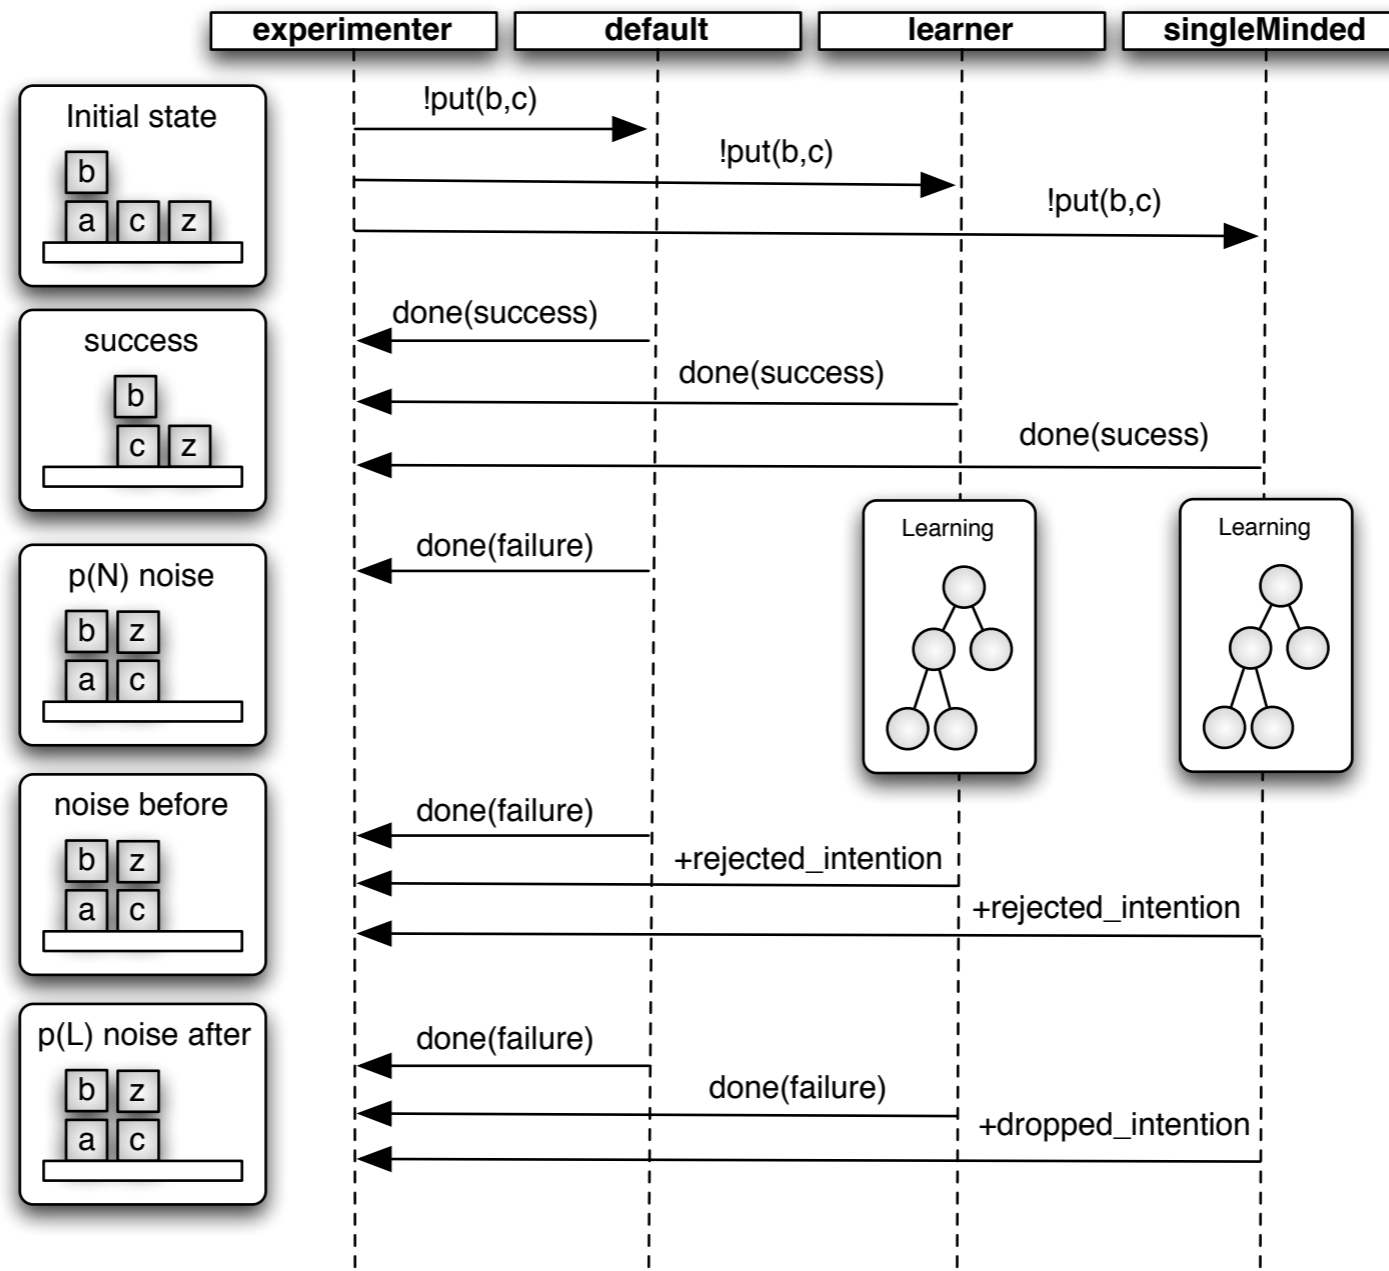 experimenter default learner singleMinded
Initial state
b
a c z
!put(b,c)
!put(b,c)
!put(b,c)
success
b
c z
done(success)
done(success)
done(sucess)
p(N) noise
b z
a c
done(failure)
Learning
Learning
noise before
b z
a c
done(failure)
+rejected_intention
+rejected_intention
p(L) noise after
b z
a c
done(failure)
done(failure)
+dropped_intention